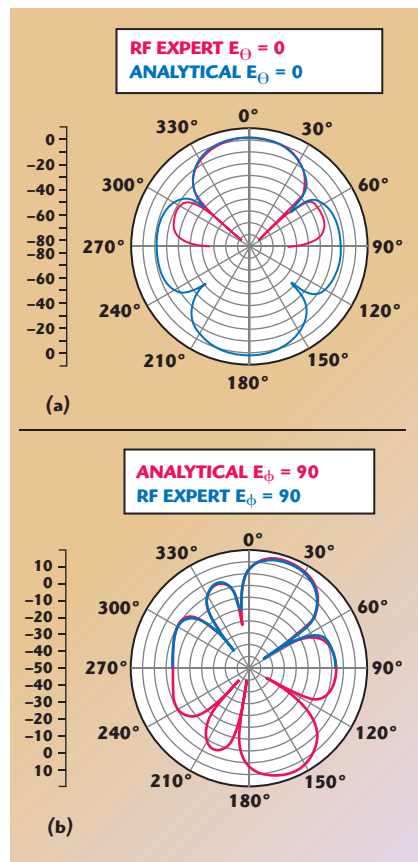 RF EXPERT EΘ = 0
ANALYTICAL EΘ = 0
0°
330° 30°
0
-20 300° 60°
-40
-60
-80 270° 90°
-80
-60
-40 240° 120°
-20
0 210° 150°
180°
(a)
ANALYTICAL Eϕ = 90
RF EXPERT Eϕ = 90
0°
330° 30°
10
0
-10 300° 60°
-20
-30
-40
-50 270° 90°
-40
-30
-20 240° 120°
-10
0
10 210° 150°
180°
(b)